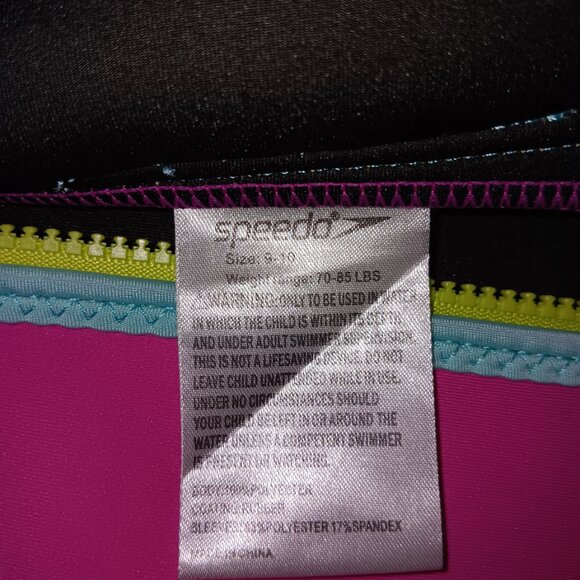 speedo®
Size: 9-10
Weight range: 70-85 LBS
⚠WARNING: ONLY TO BE USED IN WATER
IN WHICH THE CHILD IS WITHIN ITS DEPTH
AND UNDER ADULT SWIMMER SUPERVISION.
THIS IS NOT A LIFESAVING DEVICE. DO NOT
LEAVE CHILD UNATTENDED WHILE IN USE.
UNDER NO CIRCUMSTANCES SHOULD
YOUR CHILD BE LEFT IN OR AROUND THE
WATER UNLESS A COMPETENT SWIMMER
IS PRESENT OR WATCHING.
BODY:100%POLYESTER
COATING:RUBBER
SLEEVES:83%POLYESTER 17%SPANDEX
MADE IN CHINA